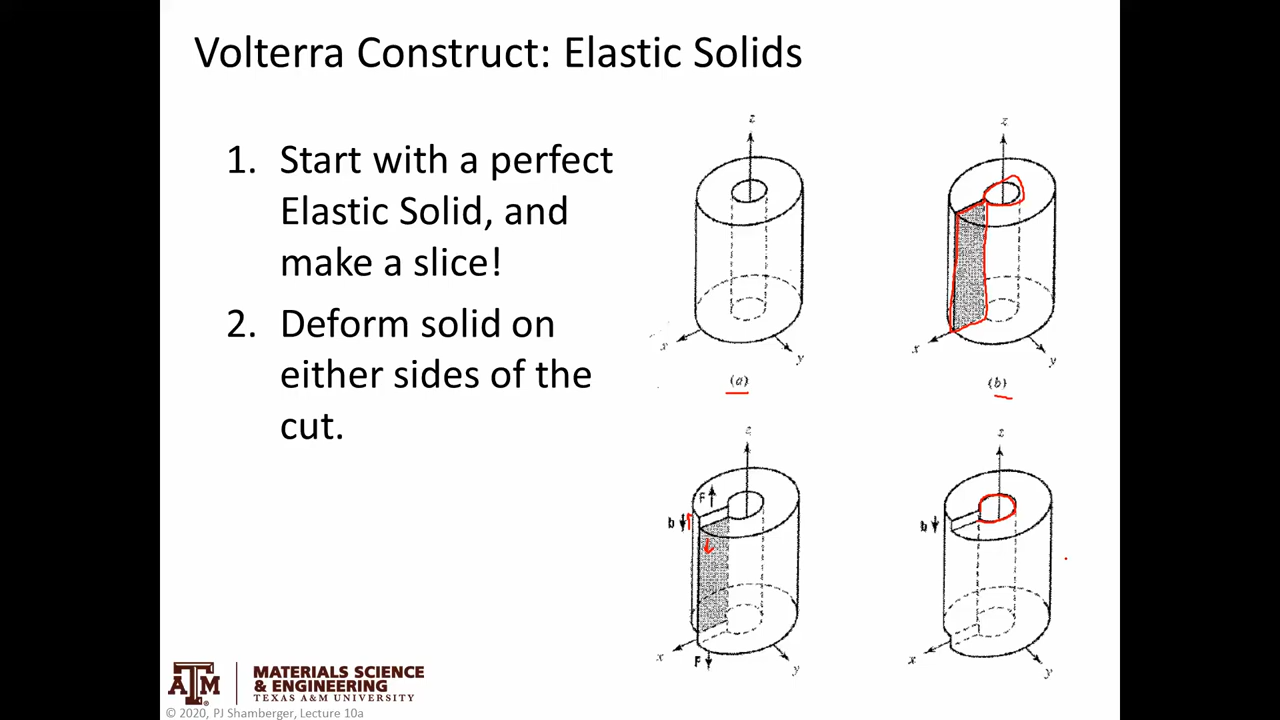 Volterra Construct: Elastic Solids
1. Start with a perfect
Elastic Solid, and
make a slice!
2. Deform solid on
either sides of the
cut.
z
x
y
(a)
z
x
y
(b)
z
F
b
x
F
y
z
b
x
y
ATM
MATERIALS SCIENCE
& ENGINEERING
TEXAS A&M UNIVERSITY
© 2020, PJ Shamberger, Lecture 10a